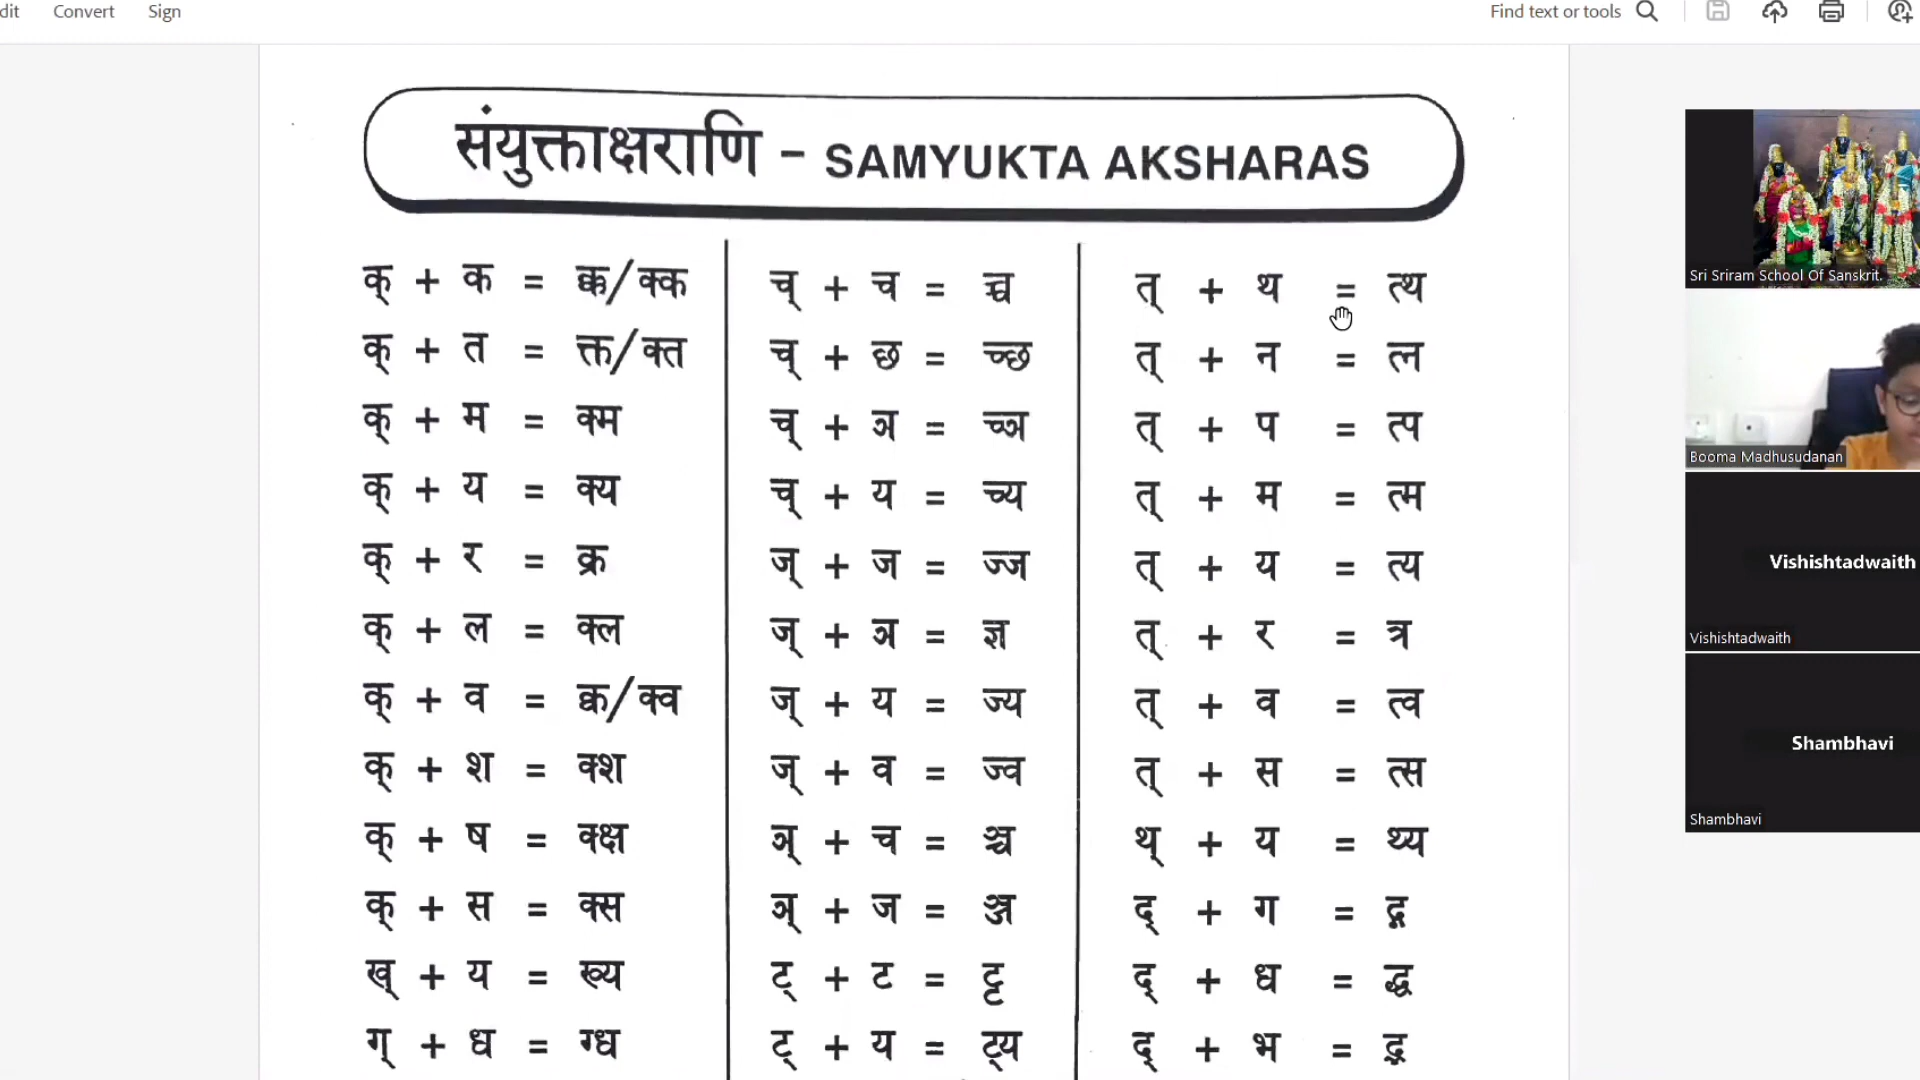 dit Convert Sign Find text or tools
संयुक्ताक्षराणि – SAMYUKTA AKSHARAS
क् + क = क्क/क्क
क् + त = क्त/क्त
क् + म = क्म
क् + य = क्य
क् + र = क्र
क् + ल = क्ल
क् + व = क्व/क्व
क् + श = क्श
क् + ष = क्क्ष
क् + स = क्स
ख् + य = ख्य
ग् + ध = ग्ध
च् + च = च्च
च् + छ = च्छ
च् + ञ = च्ञ
च् + य = च्य
ज् + ज = ज्ज
ज् + ञ = ज्ञ
ज् + य = ज्य
ज् + व = ज्व
ञ् + च = ञ्च
ञ् + ज = ञ्ज
ट् + ट = ट्ट
ट् + य = ट्य
त् + थ = त्थ
त् + न = त्न
त् + प = त्प
त् + म = त्म
त् + य = त्य
त् + र = त्र
त् + व = त्व
त् + स = त्स
थ् + य = थ्य
द् + ग = द्ग
द् + ध = द्ध
द् + भ = द्भ
Sri Sriram School Of Sanskrit.
Booma Madhusudanan
Vishishtadwaith
Vishishtadwaith
Shambhavi
Shambhavi